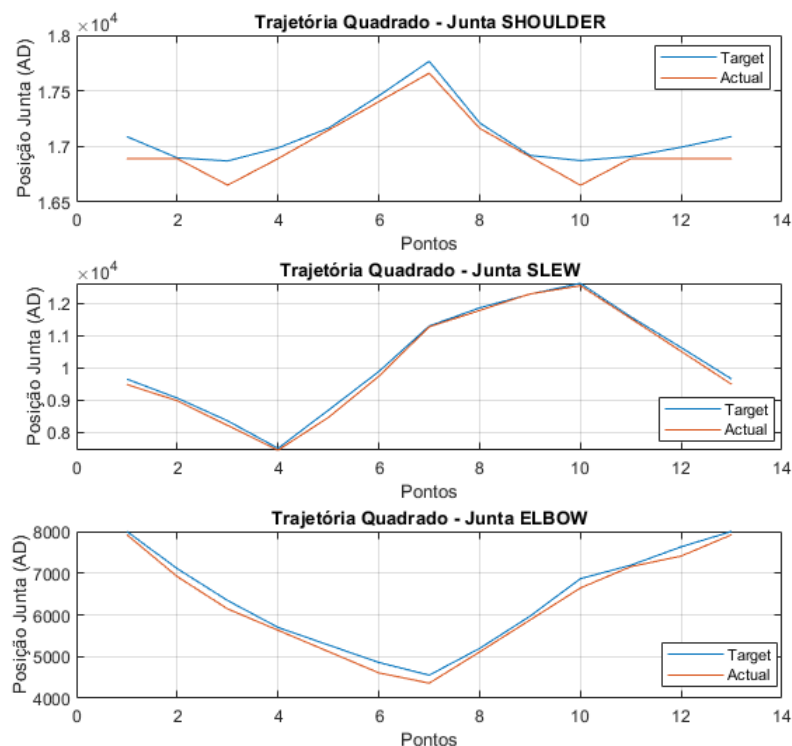 Trajetória Quadrado - Junta SHOULDER
×10⁴
1.8
1.75
1.7
1.65
Posição Junta (AD)
Target
Actual
0 2 4 6 8 10 12 14
Pontos
Trajetória Quadrado - Junta SLEW
×10⁴
1.2
1.1
1
0.9
0.8
Posição Junta (AD)
Target
Actual
0 2 4 6 8 10 12 14
Pontos
Trajetória Quadrado - Junta ELBOW
8000
7000
6000
5000
4000
Posição Junta (AD)
Target
Actual
0 2 4 6 8 10 12 14
Pontos